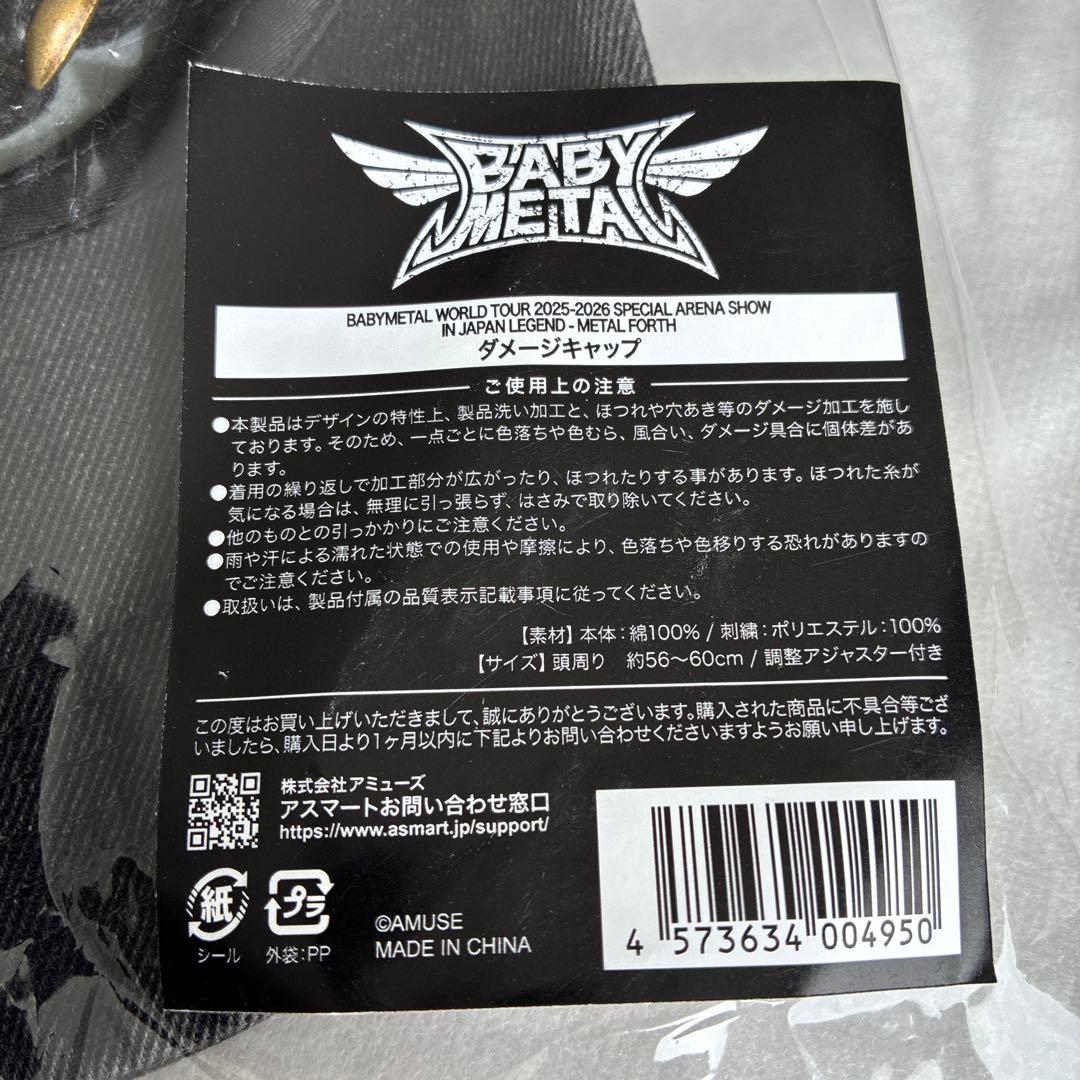 BABY
METAL
BABYMETAL WORLD TOUR 2025-2026 SPECIAL ARENA SHOW
IN JAPAN LEGEND - METAL FORTH
ダメージキャップ
ご使用上の注意
●本製品はデザインの特性上、製品洗い加工と、ほつれや穴あき等のダメージ加工を施し
ております。そのため、一点ごとに色落ちや色むら、風合い、ダメージ具合に個体差があ
ります。
●着用の繰り返しで加工部分が広がったり、ほつれたりする事があります。ほつれた糸が
気になる場合は、無理に引っ張らず、はさみで取り除いてください。
●他のものとの引っかかりにご注意ください。
●雨や汗による濡れた状態での使用や摩擦により、色落ちや色移りする恐れがありますの
でご注意ください。
●取扱いは、製品付属の品質表示記載事項に従ってください。
【素材】本体:綿100% / 刺繍:ポリエステル:100%
【サイズ】頭周り 約56〜60cm / 調整アジャスター付き
この度はお買い上げいただきまして、誠にありがとうございます。購入された商品に不具合等ござ
いましたら、購入日より1ヶ月以内に下記よりお問い合わせくださいますようお願い申し上げます。
株式会社アミューズ
アスマートお問い合わせ窓口
https://www.asmart.jp/support/
紙
シール
プラ
外袋:PP
©AMUSE
MADE IN CHINA
4 573634 004950